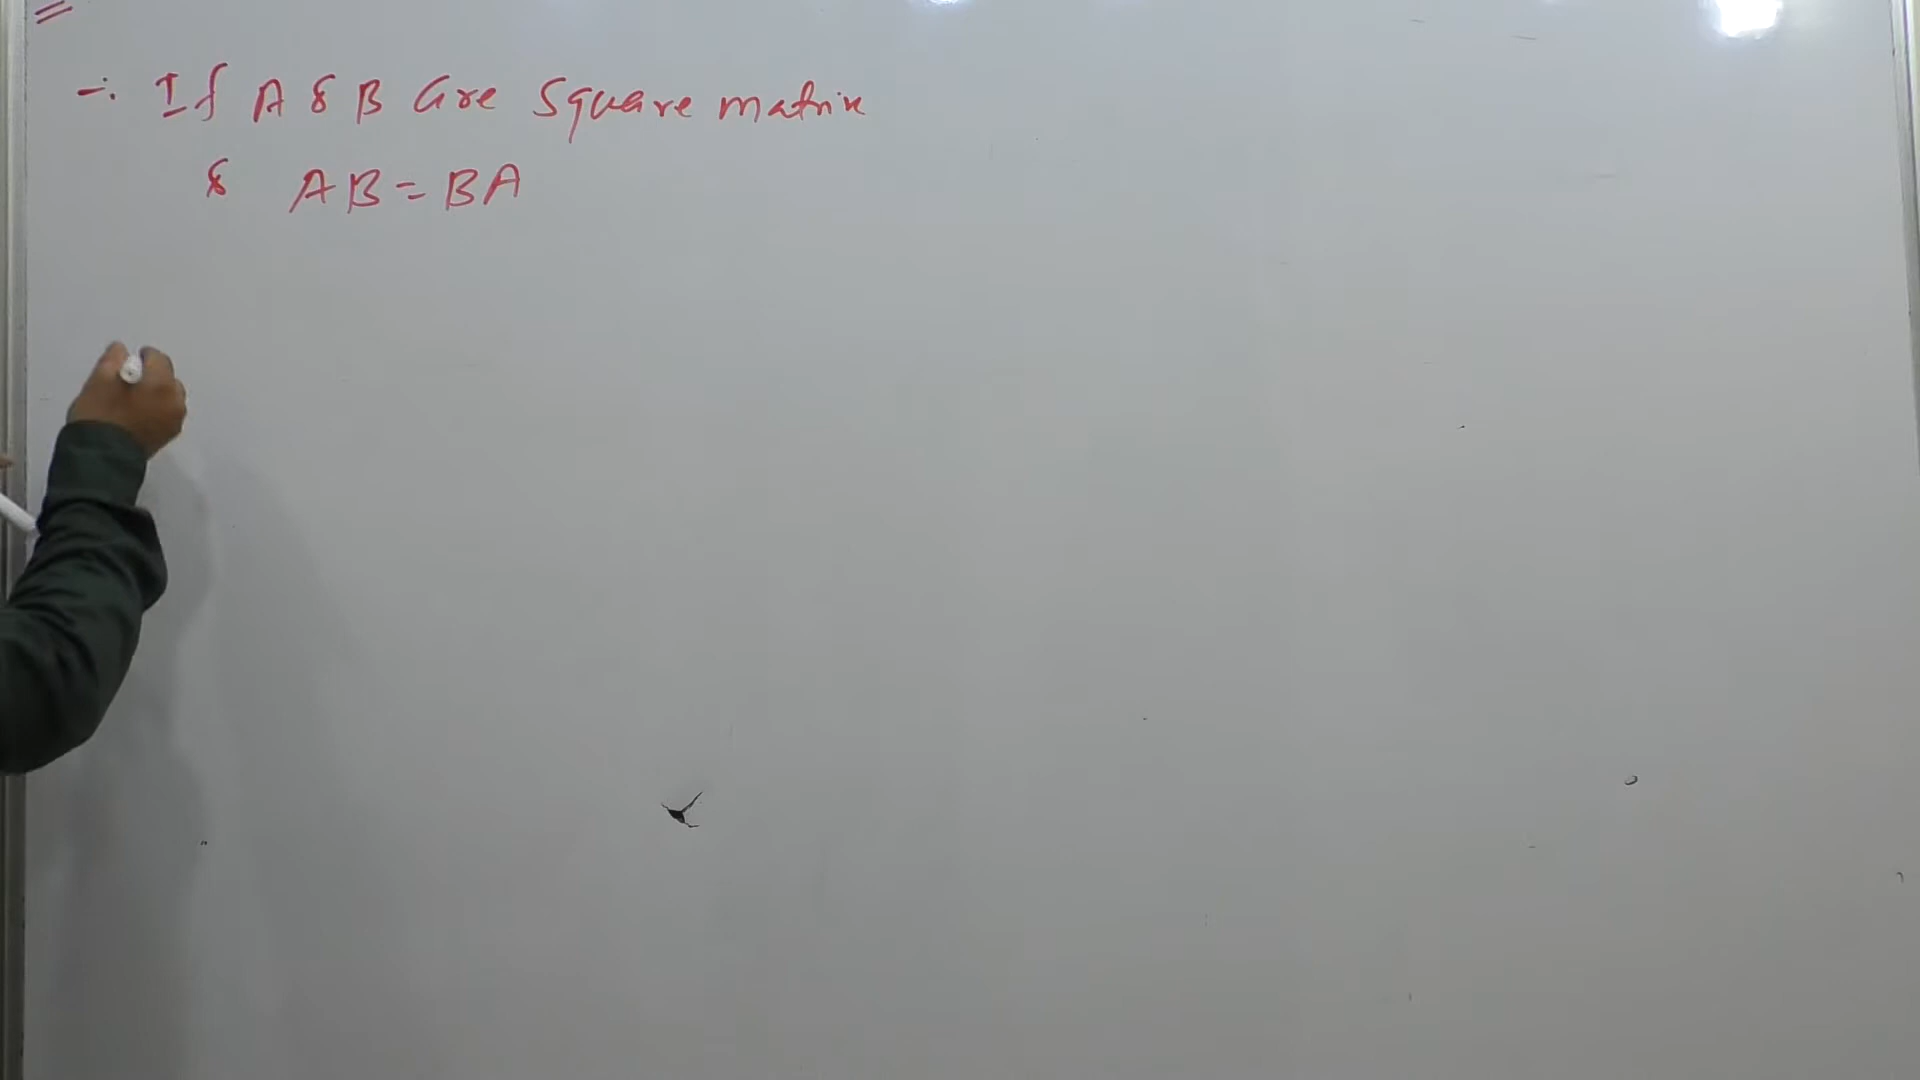 ∴ If A & B are square matrix
& AB = BA